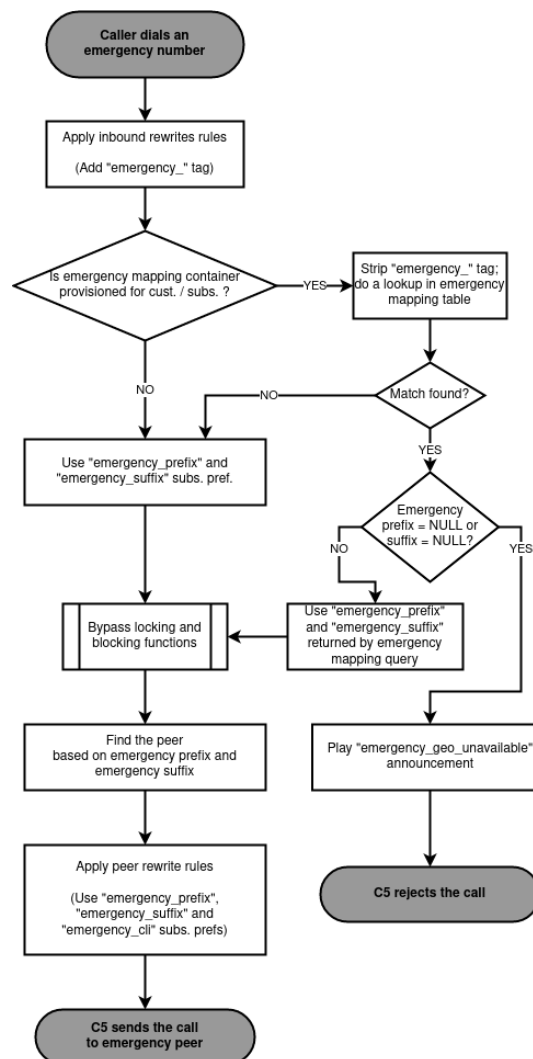 Caller dials an
emergency number
Apply inbound rewrites rules
(Add "emergency_" tag)
Is emergency mapping container
provisioned for cust. / subs. ?
YES
Strip "emergency_" tag;
do a lookup in emergency
mapping table
NO
NO
Match found?
YES
Use "emergency_prefix" and
"emergency_suffix" subs. pref.
Emergency
prefix = NULL or
suffix = NULL?
NO
YES
Bypass locking and
blocking functions
Use "emergency_prefix"
and "emergency_suffix"
returned by emergency
mapping query
Find the peer
based on emergency prefix and
emergency suffix
Play "emergency_geo_unavailable"
announcement
Apply peer rewrite rules
(Use "emergency_prefix",
"emergency_suffix" and
"emergency_cli" subs. prefs)
C5 rejects the call
C5 sends the call
to emergency peer